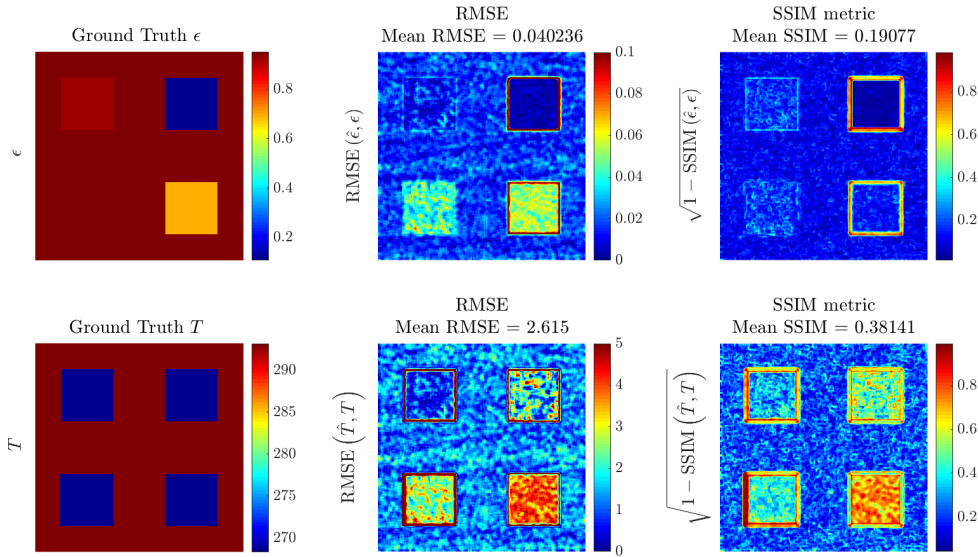 Ground Truth ϵ
ϵ
0.8
0.6
0.4
0.2
RMSE
Mean RMSE = 0.040236
RMSE (ϵ̂, ϵ)
0.1
0.08
0.06
0.04
0.02
0
SSIM metric
Mean SSIM = 0.19077
√1 − SSIM (ϵ̂, ϵ)
0.8
0.6
0.4
0.2
Ground Truth T
T
290
285
280
275
270
RMSE
Mean RMSE = 2.615
RMSE (T̂, T)
5
4
3
2
1
0
SSIM metric
Mean SSIM = 0.38141
√1 − SSIM (T̂, T)
0.8
0.6
0.4
0.2